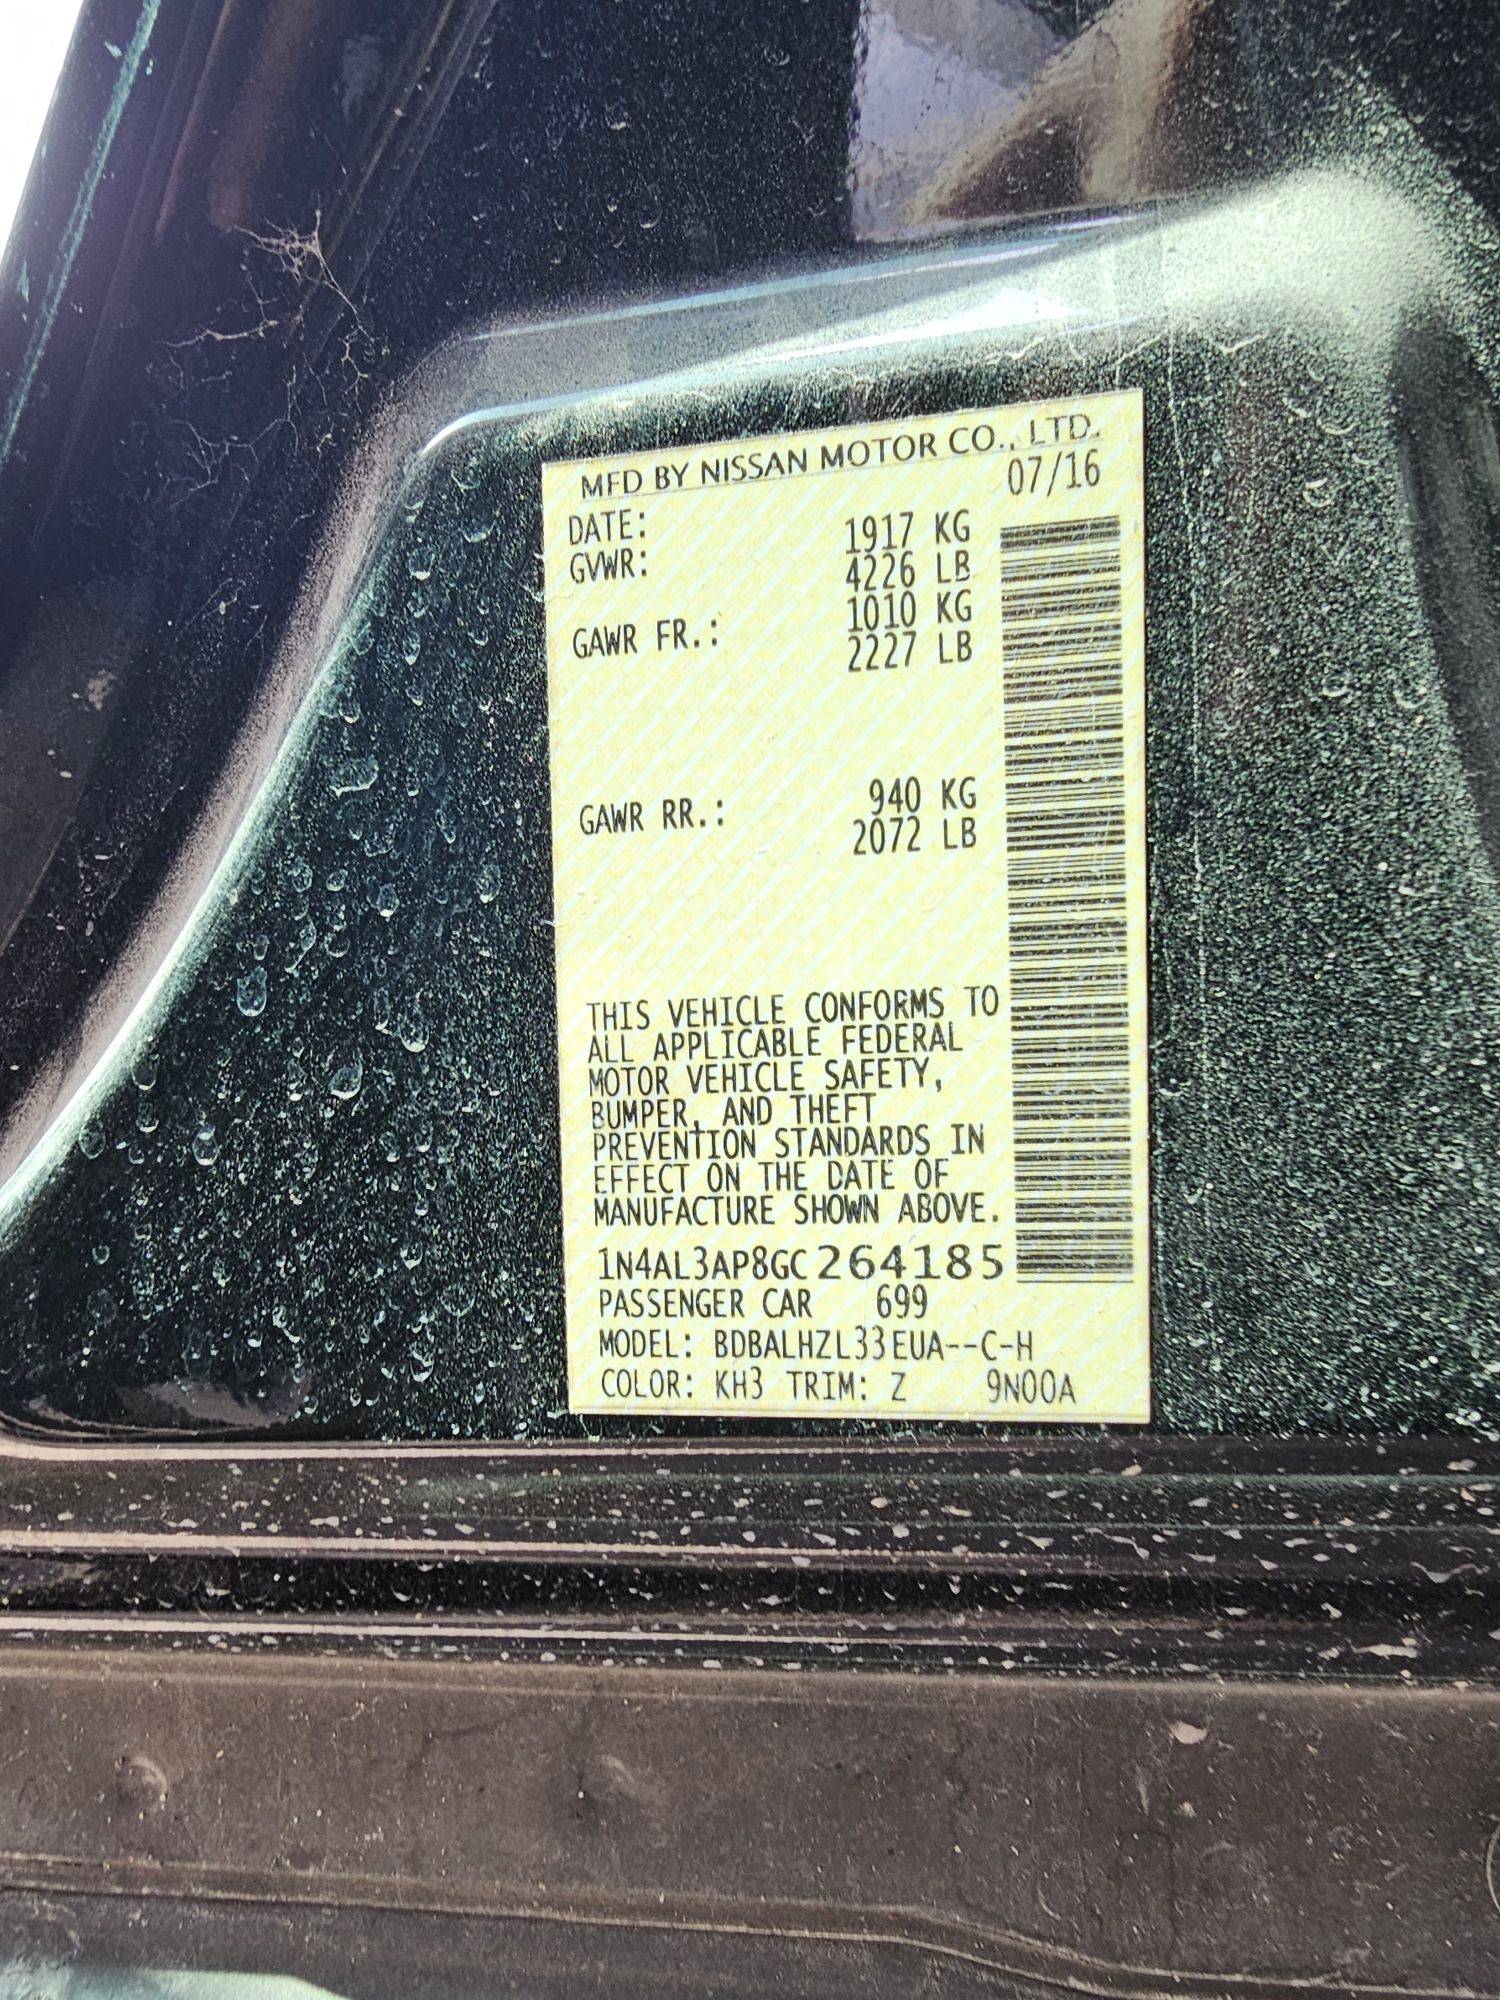 MFD BY NISSAN MOTOR CO., LTD.
DATE: 07/16
GVWR: 1917 KG
4226 LB
GAWR FR.: 1010 KG
2227 LB
GAWR RR.: 940 KG
2072 LB
THIS VEHICLE CONFORMS TO
ALL APPLICABLE FEDERAL
MOTOR VEHICLE SAFETY,
BUMPER, AND THEFT
PREVENTION STANDARDS IN
EFFECT ON THE DATE OF
MANUFACTURE SHOWN ABOVE.
1N4AL3AP8GC264185
PASSENGER CAR 699
MODEL: BDBALHZL33EUA--C-H
COLOR: KH3 TRIM: Z 9N00A